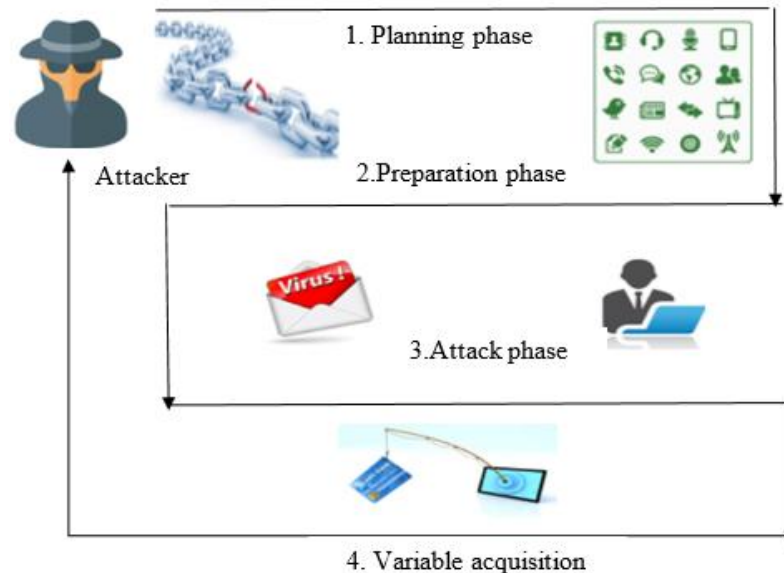 1. Planning phase
Attacker
2.Preparation phase
Virus!
3.Attack phase
4. Variable acquisition